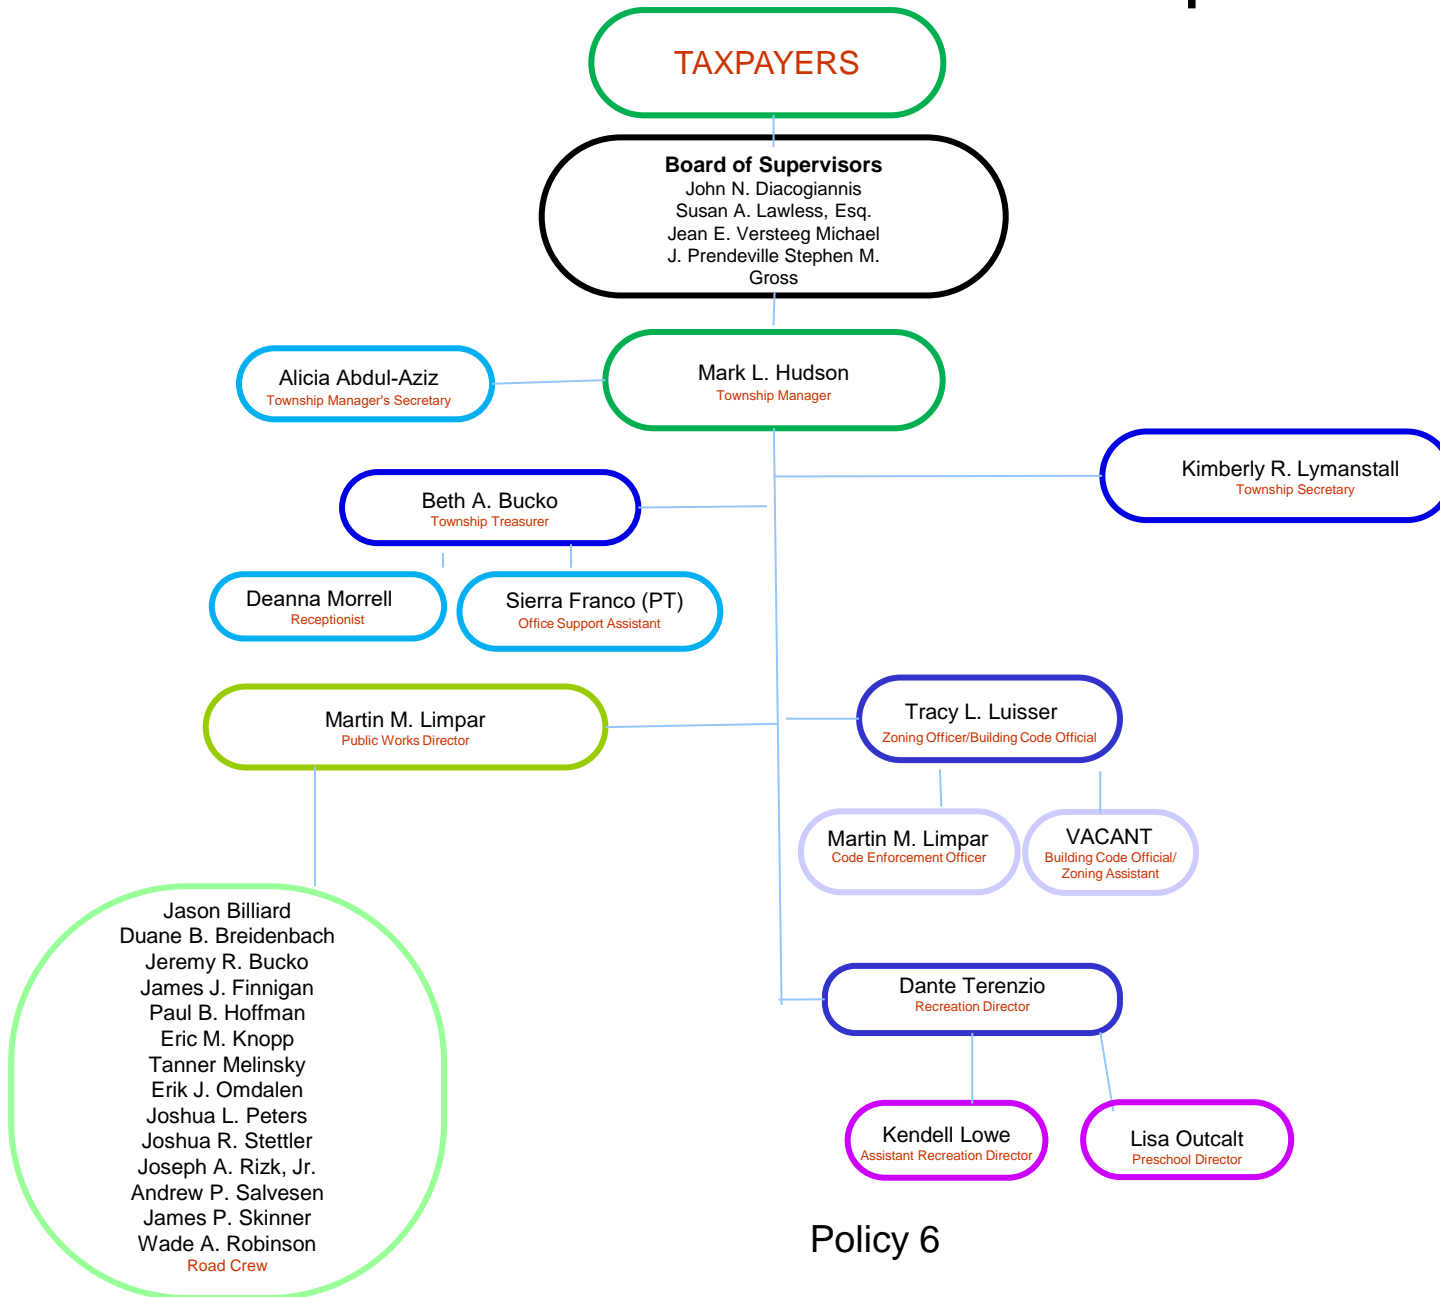 TAXPAYERS
Board of Supervisors
John N. Diacogiannis
Susan A. Lawless, Esq.
Jean E. Versteeg Michael
J. Prendeville Stephen M.
Gross
Mark L. Hudson
Township Manager
Alicia Abdul-Aziz
Township Manager's Secretary
Kimberly R. Lymanstall
Township Secretary
Beth A. Bucko
Township Treasurer
Deanna Morrell
Receptionist
Sierra Franco (PT)
Office Support Assistant
Martin M. Limpar
Public Works Director
Tracy L. Luisser
Zoning Officer/Building Code Official
Martin M. Limpar
Code Enforcement Officer
VACANT
Building Code Official/
Zoning Assistant
Jason Billiard
Duane B. Breidenbach
Jeremy R. Bucko
James J. Finnigan
Paul B. Hoffman
Eric M. Knopp
Tanner Melinsky
Erik J. Omdalen
Joshua L. Peters
Joshua R. Stettler
Joseph A. Rizk, Jr.
Andrew P. Salvesen
James P. Skinner
Wade A. Robinson
Road Crew
Dante Terenzio
Recreation Director
Kendell Lowe
Assistant Recreation Director
Lisa Outcalt
Preschool Director
Policy 6